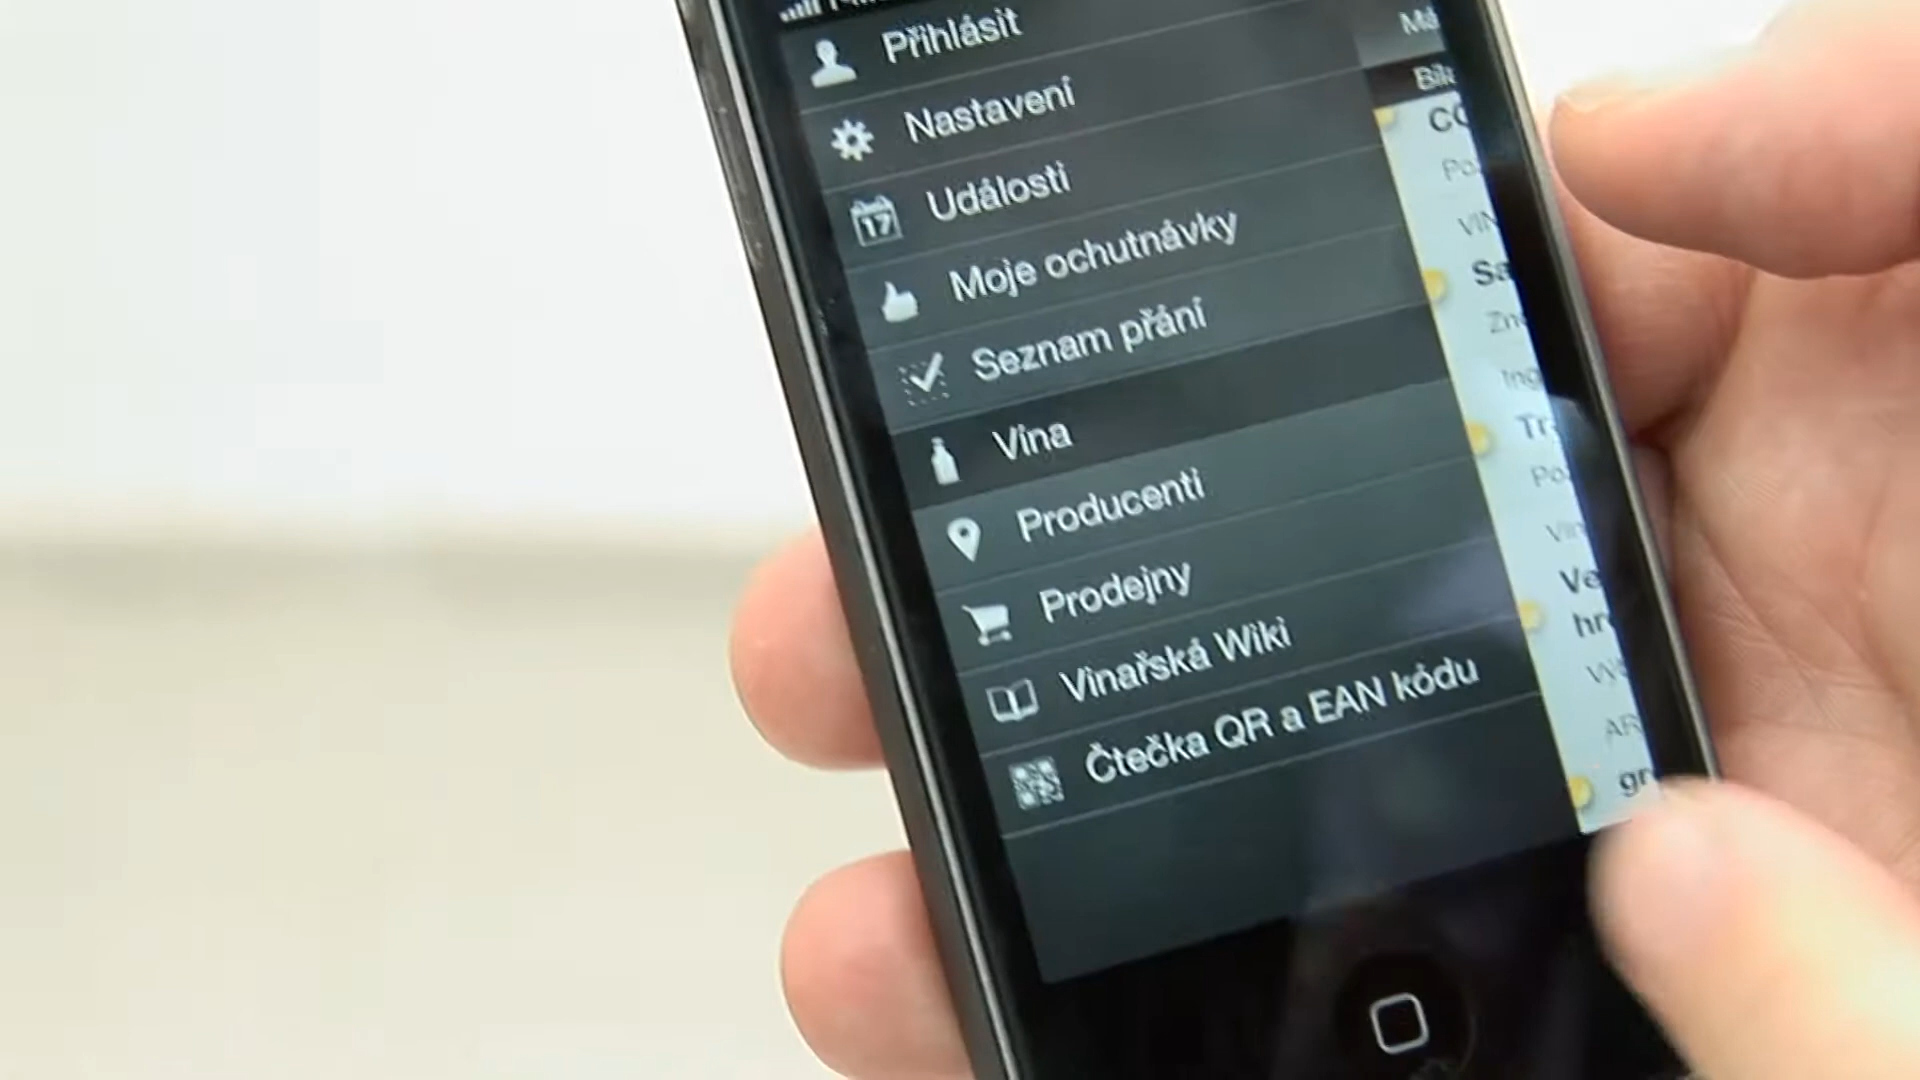 Přihlásit
Nastavení
Události
17
Moje ochutnávky
Seznam přání
Vína
Producenti
Prodejny
Vinařská Wiki
Čtečka QR a EAN kódu